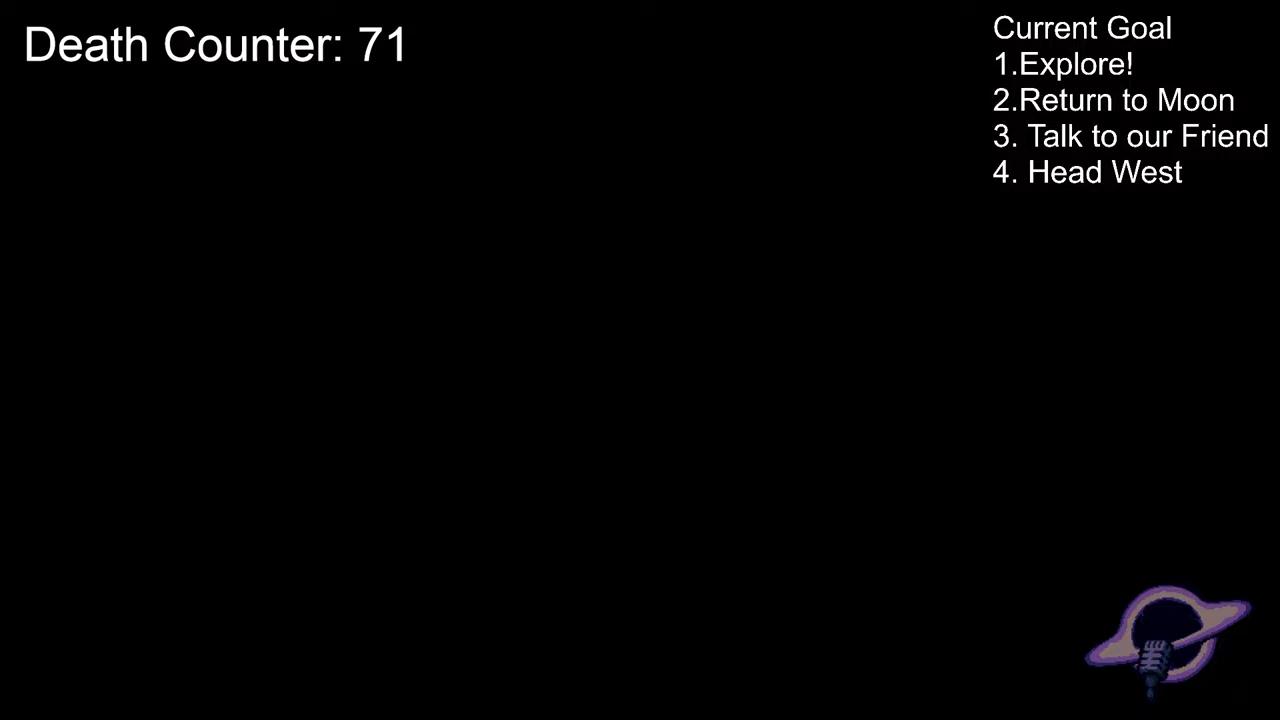 Death Counter: 71
Current Goal
1.Explore!
2.Return to Moon
3. Talk to our Friend
4. Head West